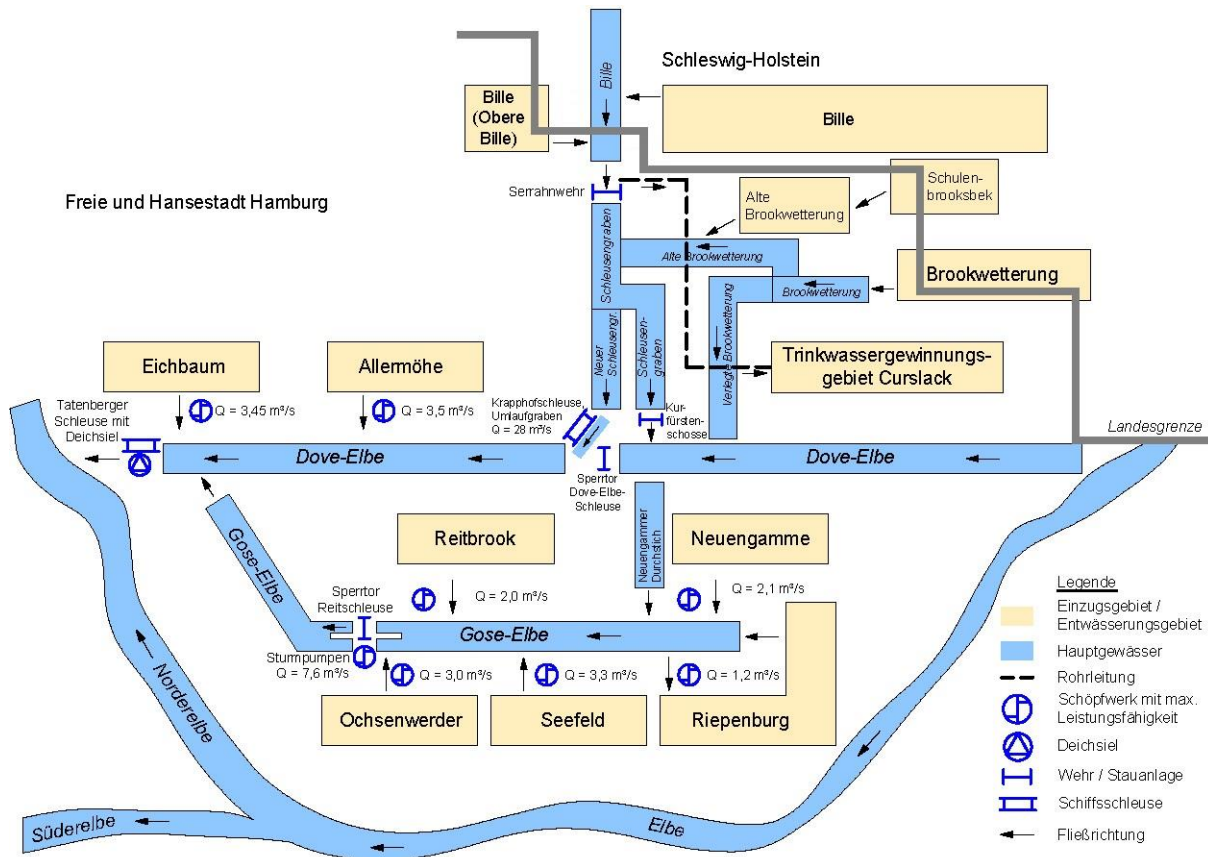 Schleswig-Holstein
Bille
Bille
(Obere
Bille)
Bille
Freie und Hansestadt Hamburg
Serrahnwehr
Schulen-
brooksbek
Alte
Brookwetterung
Schleusengraben
Alte Brookwetterung
Brookwetterung
Brookwetterung
Neuer
Schleusengr.
Schleusen-
graben
Verlegte Brookwetterung
Trinkwassergewinnungs-
gebiet Curslack
Eichbaum
Allermöhe
Tatenberger
Schleuse mit
Deichsiel
Q = 3,45 m³/s
Q = 3,5 m³/s
Krapphofschleuse,
Umlaufgraben
Q = 28 m³/s
Kur-
fürsten-
schosse
Landesgrenze
Dove-Elbe
Dove-Elbe
Sperrtor
Dove-Elbe-
Schleuse
Gose-Elbe
Reitbrook
Neuengammer
Durchstich
Neuengamme
Sperrtor
Reitschleuse
Q = 2,0 m³/s
Q = 2,1 m³/s
Gose-Elbe
Sturmpumpen
Q = 7,6 m³/s
Q = 3,0 m³/s
Q = 3,3 m³/s
Q = 1,2 m³/s
Ochsenwerder
Seefeld
Riepenburg
Norderelbe
Süderelbe
Elbe
Legende
Einzugsgebiet /
Entwässerungsgebiet
Hauptgewässer
Rohrleitung
Schöpfwerk mit max.
Leistungsfähigkeit
Deichsiel
Wehr / Stauanlage
Schiffsschleuse
Fließrichtung